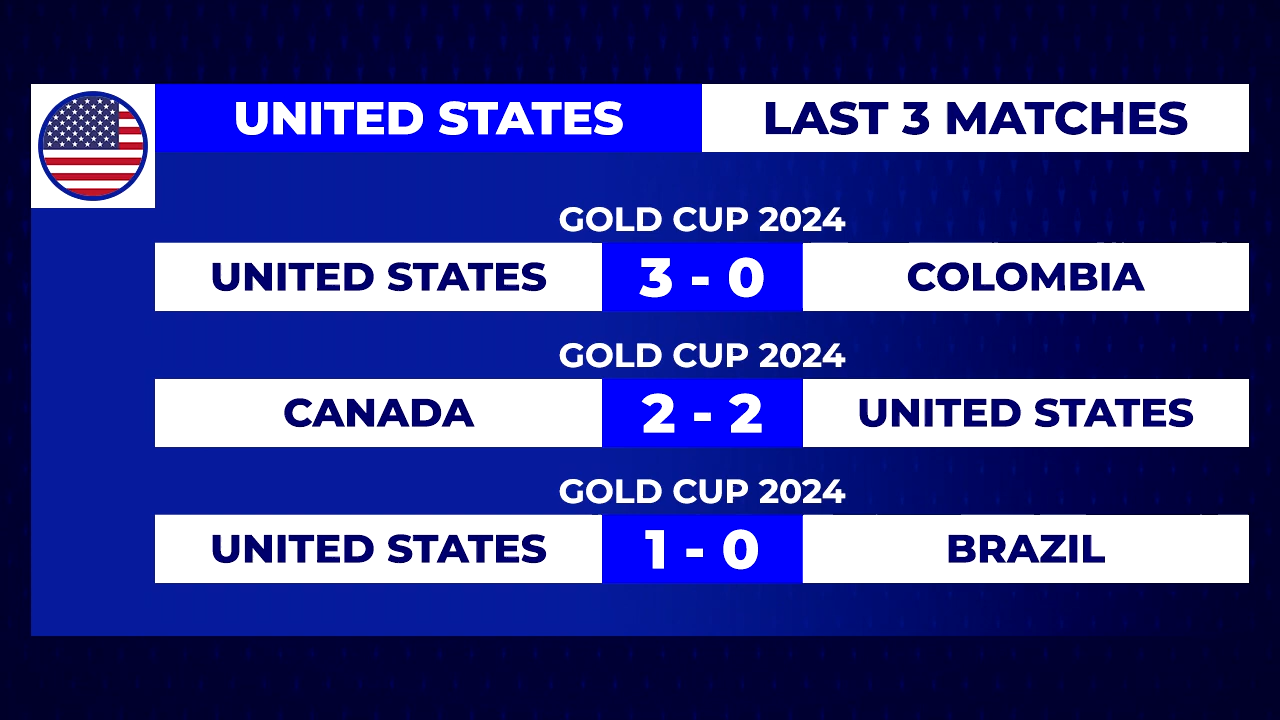 UNITED STATES LAST 3 MATCHES
GOLD CUP 2024
UNITED STATES 3 - 0 COLOMBIA
GOLD CUP 2024
CANADA 2 - 2 UNITED STATES
GOLD CUP 2024
UNITED STATES 1 - 0 BRAZIL